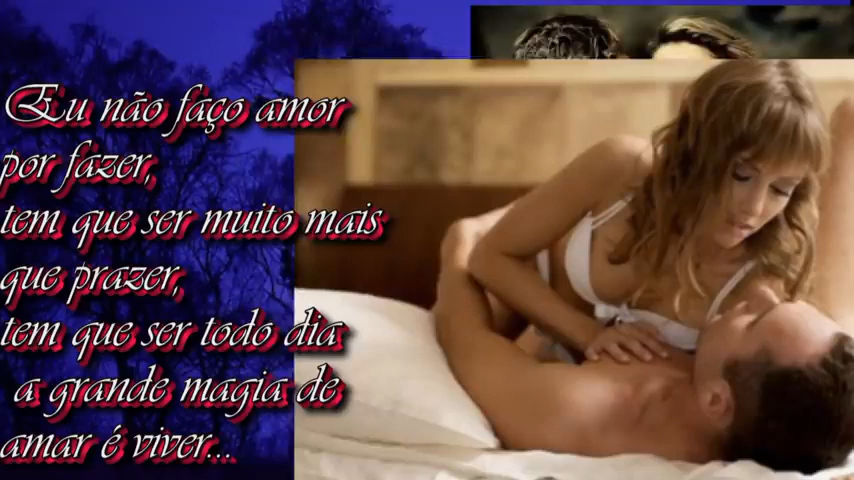 Eu não faço amor
por fazer,
tem que ser muito mais
que prazer,
tem que ser todo dia
a grande magia de
amar é viver...